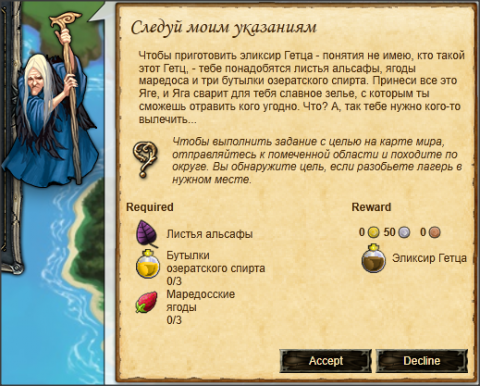 Следуй моим указаниям
Чтобы приготовить эликсир Гетца - понятия не имею, кто такой
этот Гетц, - тебе понадобятся листья альсафы, ягоды
маредоса и три бутылки озератского спирта. Принеси все это
Яге, и Яга сварит для тебя славное зелье, с которым ты
сможешь отравить кого угодно. Что? А, так тебе нужно кого-то
вылечить...
Чтобы выполнить задание с целью на карте мира,
отправляйтесь к помеченной области и походите по
округе. Вы обнаружите цель, если разобьете лагерь в
нужном месте.
Required
Reward
Листья альсафы
0 50 0
Бутылки
озератского спирта
0/3
Эликсир Гетца
Маредосские
ягоды
0/3
Accept
Decline